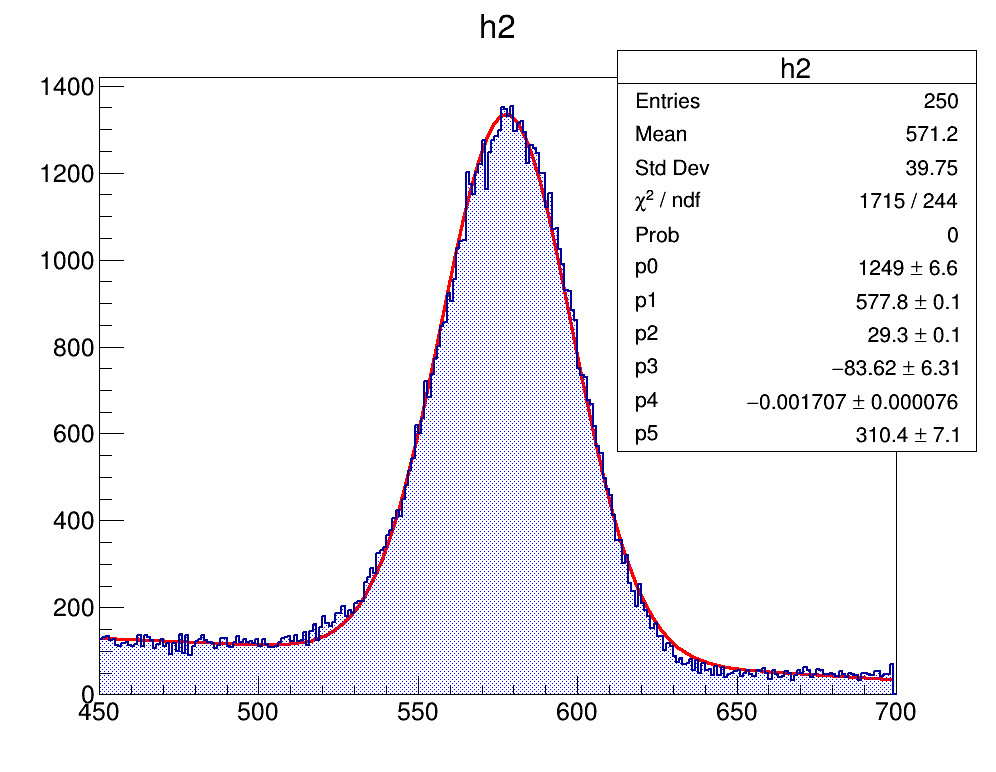 h2
h2
Entries 250
Mean 571.2
Std Dev 39.75
χ² / ndf 1715 / 244
Prob 0
p0 1249 ± 6.6
p1 577.8 ± 0.1
p2 29.3 ± 0.1
p3 −83.62 ± 6.31
p4 −0.001707 ± 0.000076
p5 310.4 ± 7.1
1400
1200
1000
800
600
400
200
0
450 500 550 600 650 700